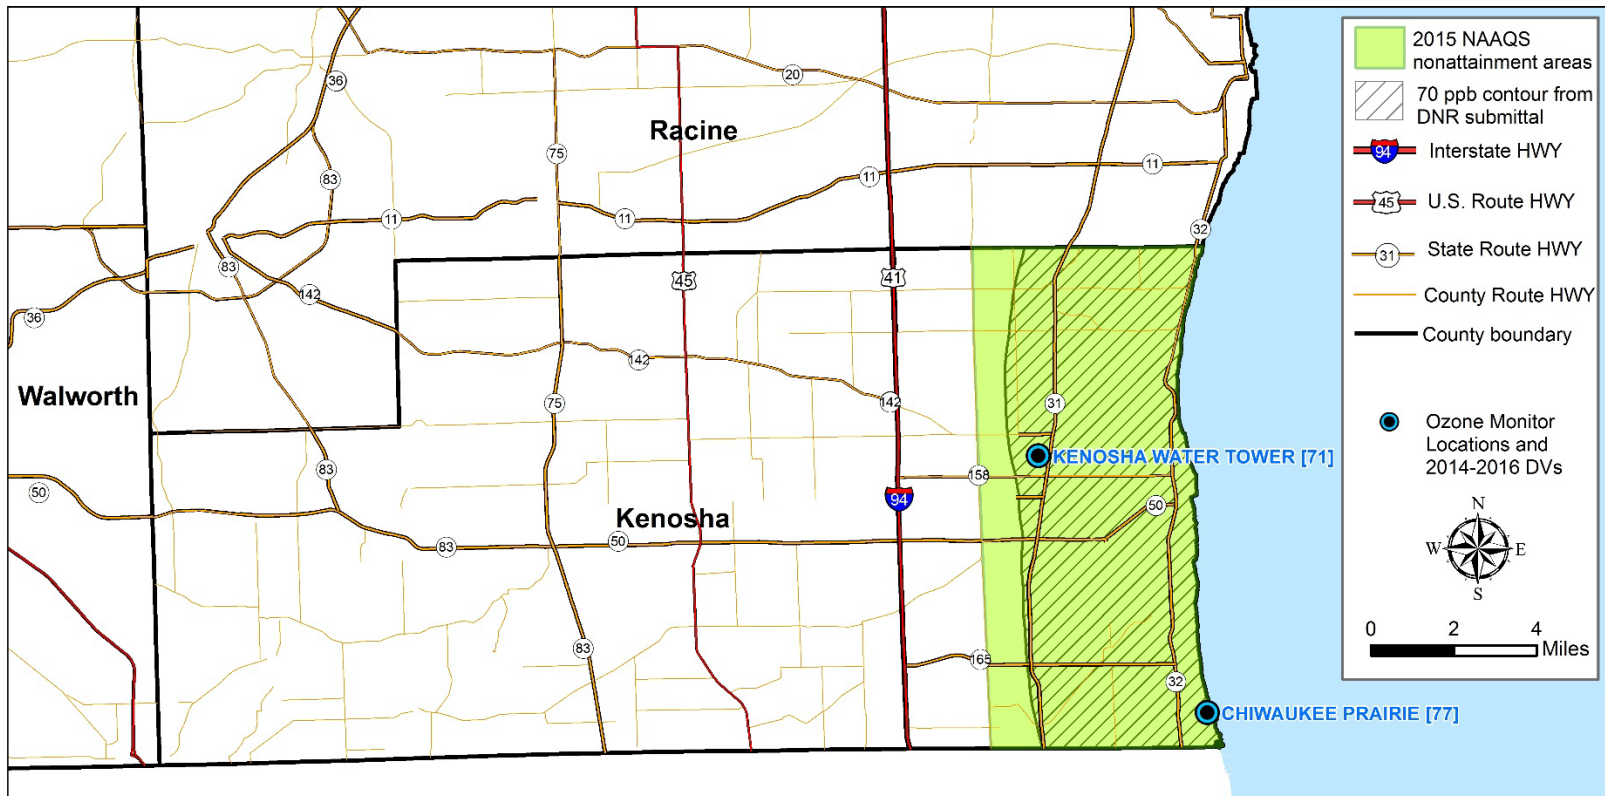 36
20
Racine
75
83
11
11
11
11
32
83
45
41
142
36
142
142
Walworth
75
31
KENOSHA WATER TOWER [71]
83
158
50
94
50
Kenosha
83
50
83
165
32
CHIWAUKEE PRAIRIE [77]
2015 NAAQS
nonattainment areas
70 ppb contour from
DNR submittal
94 Interstate HWY
45 U.S. Route HWY
31 State Route HWY
County Route HWY
County boundary
Ozone Monitor
Locations and
2014-2016 DVs
N
W E
S
0 2 4
Miles